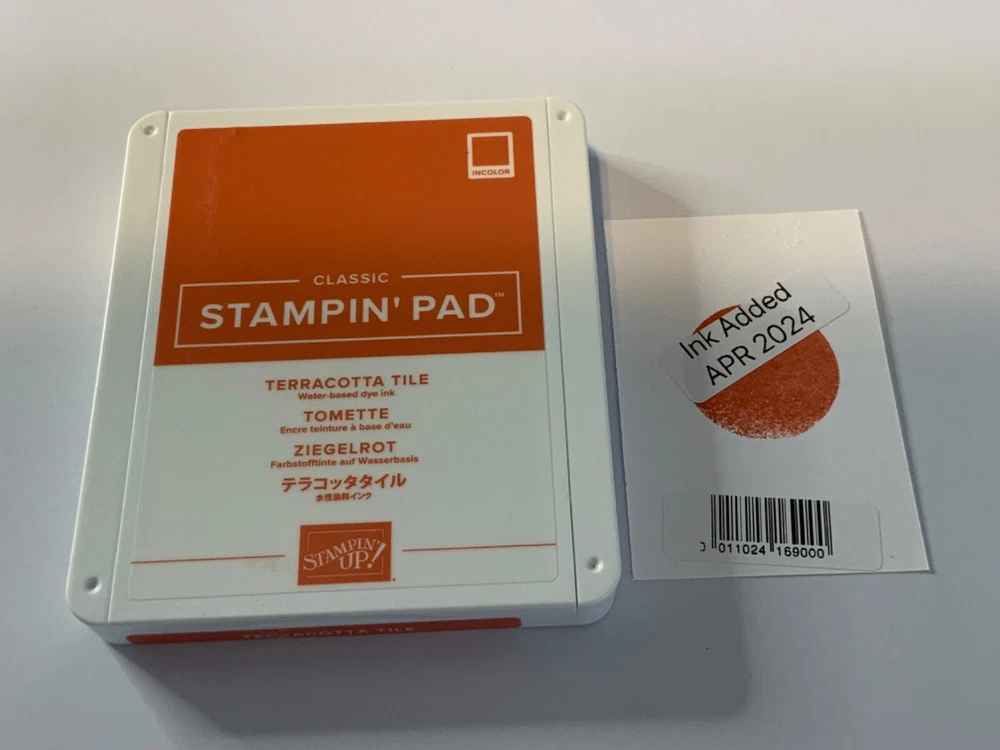 INCOLOR
CLASSIC
STAMPIN' PAD™
TERRACOTTA TILE
Water-based dye ink
TOMETTE
Encre teinture à base d'eau
ZIEGELROT
Farbstofftinte auf Wasserbasis
テラコッタタイル
水性染料インク
STAMPIN'
UP!
TERRACOTTA TILE
Ink Added
APR 2024
011024 169000